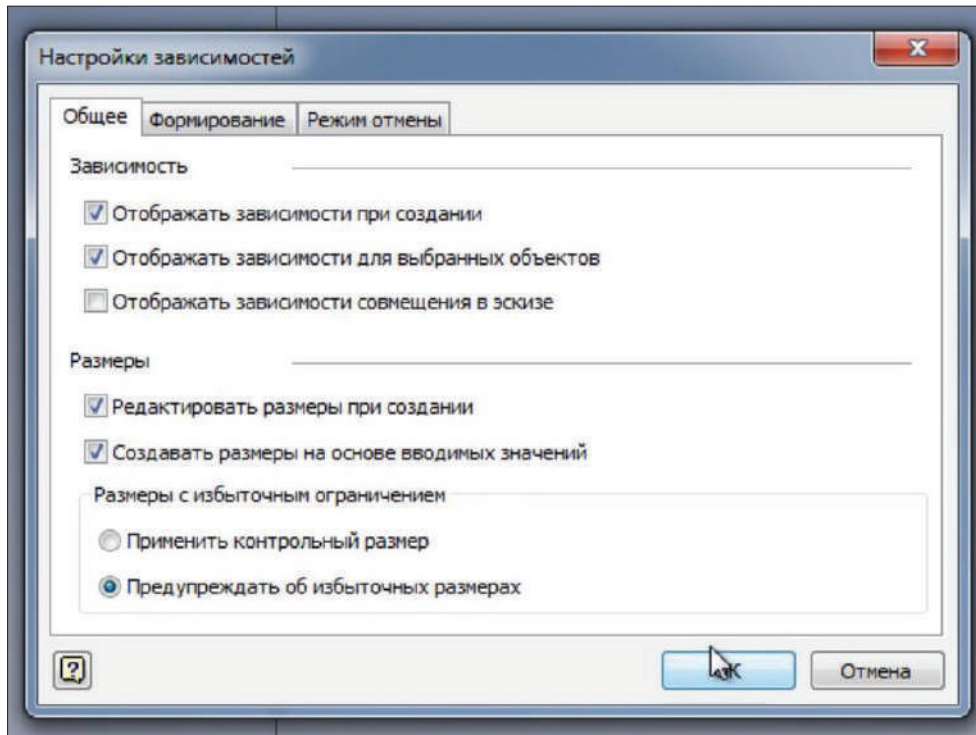 Настройки зависимостей
Общее Формирование Режим отмены
Зависимость
Отображать зависимости при создании
Отображать зависимости для выбранных объектов
Отображать зависимости совмещения в эскизе
Размеры
Редактировать размеры при создании
Создавать размеры на основе вводимых значений
Размеры с избыточным ограничением
Применить контрольный размер
Предупреждать об избыточных размерах
Отмена